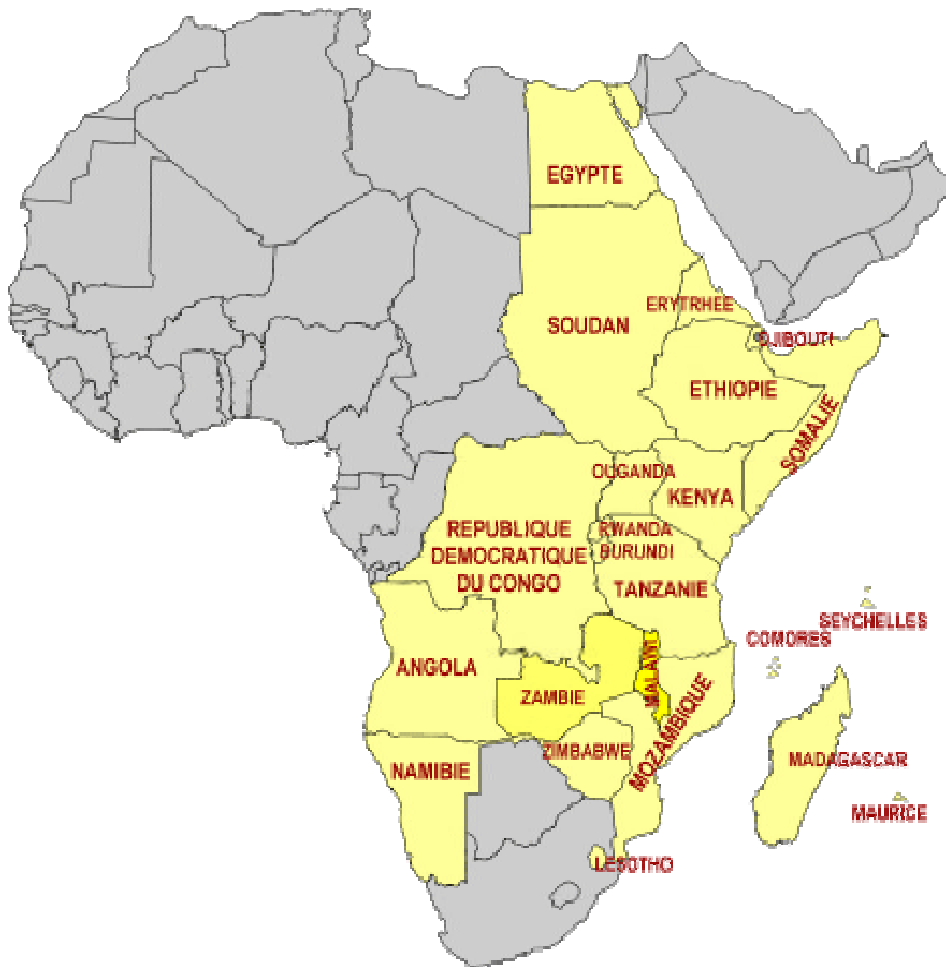 EGYPTE
ERYTRHEE
SOUDAN
DJIBOUTI
ETHIOPIE
SOMALIE
OUGANDA
KENYA
REPUBLIQUE
DEMOCRATIQUE
DU CONGO
RWANDA
BURUNDI
TANZANIE
SEYCHELLES
COMORES
ANGOLA
MALAWI
ZAMBIE
MOZAMBIQUE
ZIMBABWE
NAMIBIE
MADAGASCAR
MAURICE
LESOTHO